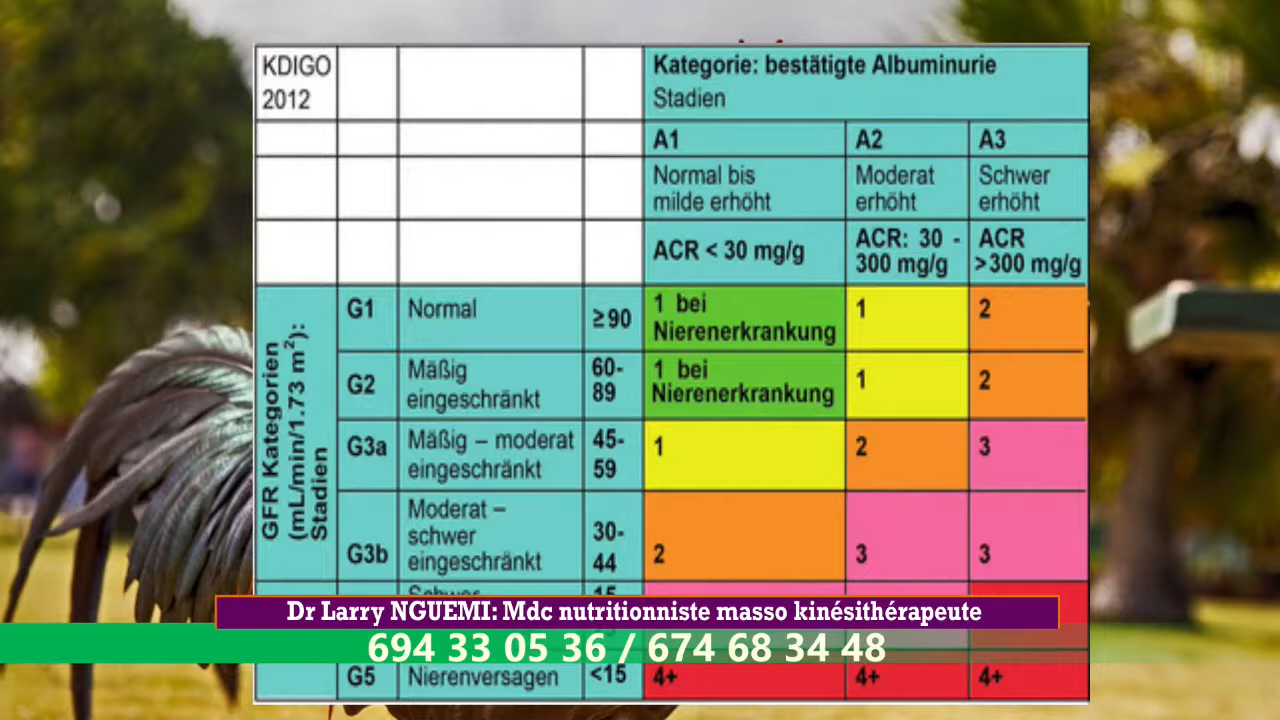 KDIGO
2012
Kategorie: bestätigte Albuminurie
Stadien
A1
A2
A3
Normal bis
milde erhöht
Moderat
erhöht
Schwer
erhöht
ACR < 30 mg/g
ACR: 30 -
300 mg/g
ACR
>300 mg/g
GFR Kategorien
(mL/min/1.73 m²):
Stadien
G1
Normal
≥90
1 bei
Nierenerkrankung
1
2
G2
Mäßig
eingeschränkt
60-
89
1 bei
Nierenerkrankung
1
2
G3a
Mäßig – moderat
eingeschränkt
45-
59
1
2
3
G3b
Moderat –
schwer
eingeschränkt
30-
44
2
3
3
Dr Larry NGUEMI: Mdc nutritionniste masso kinésithérapeute
694 33 05 36 / 674 68 34 48
G5
Nierenversagen
<15
4+
4+
4+